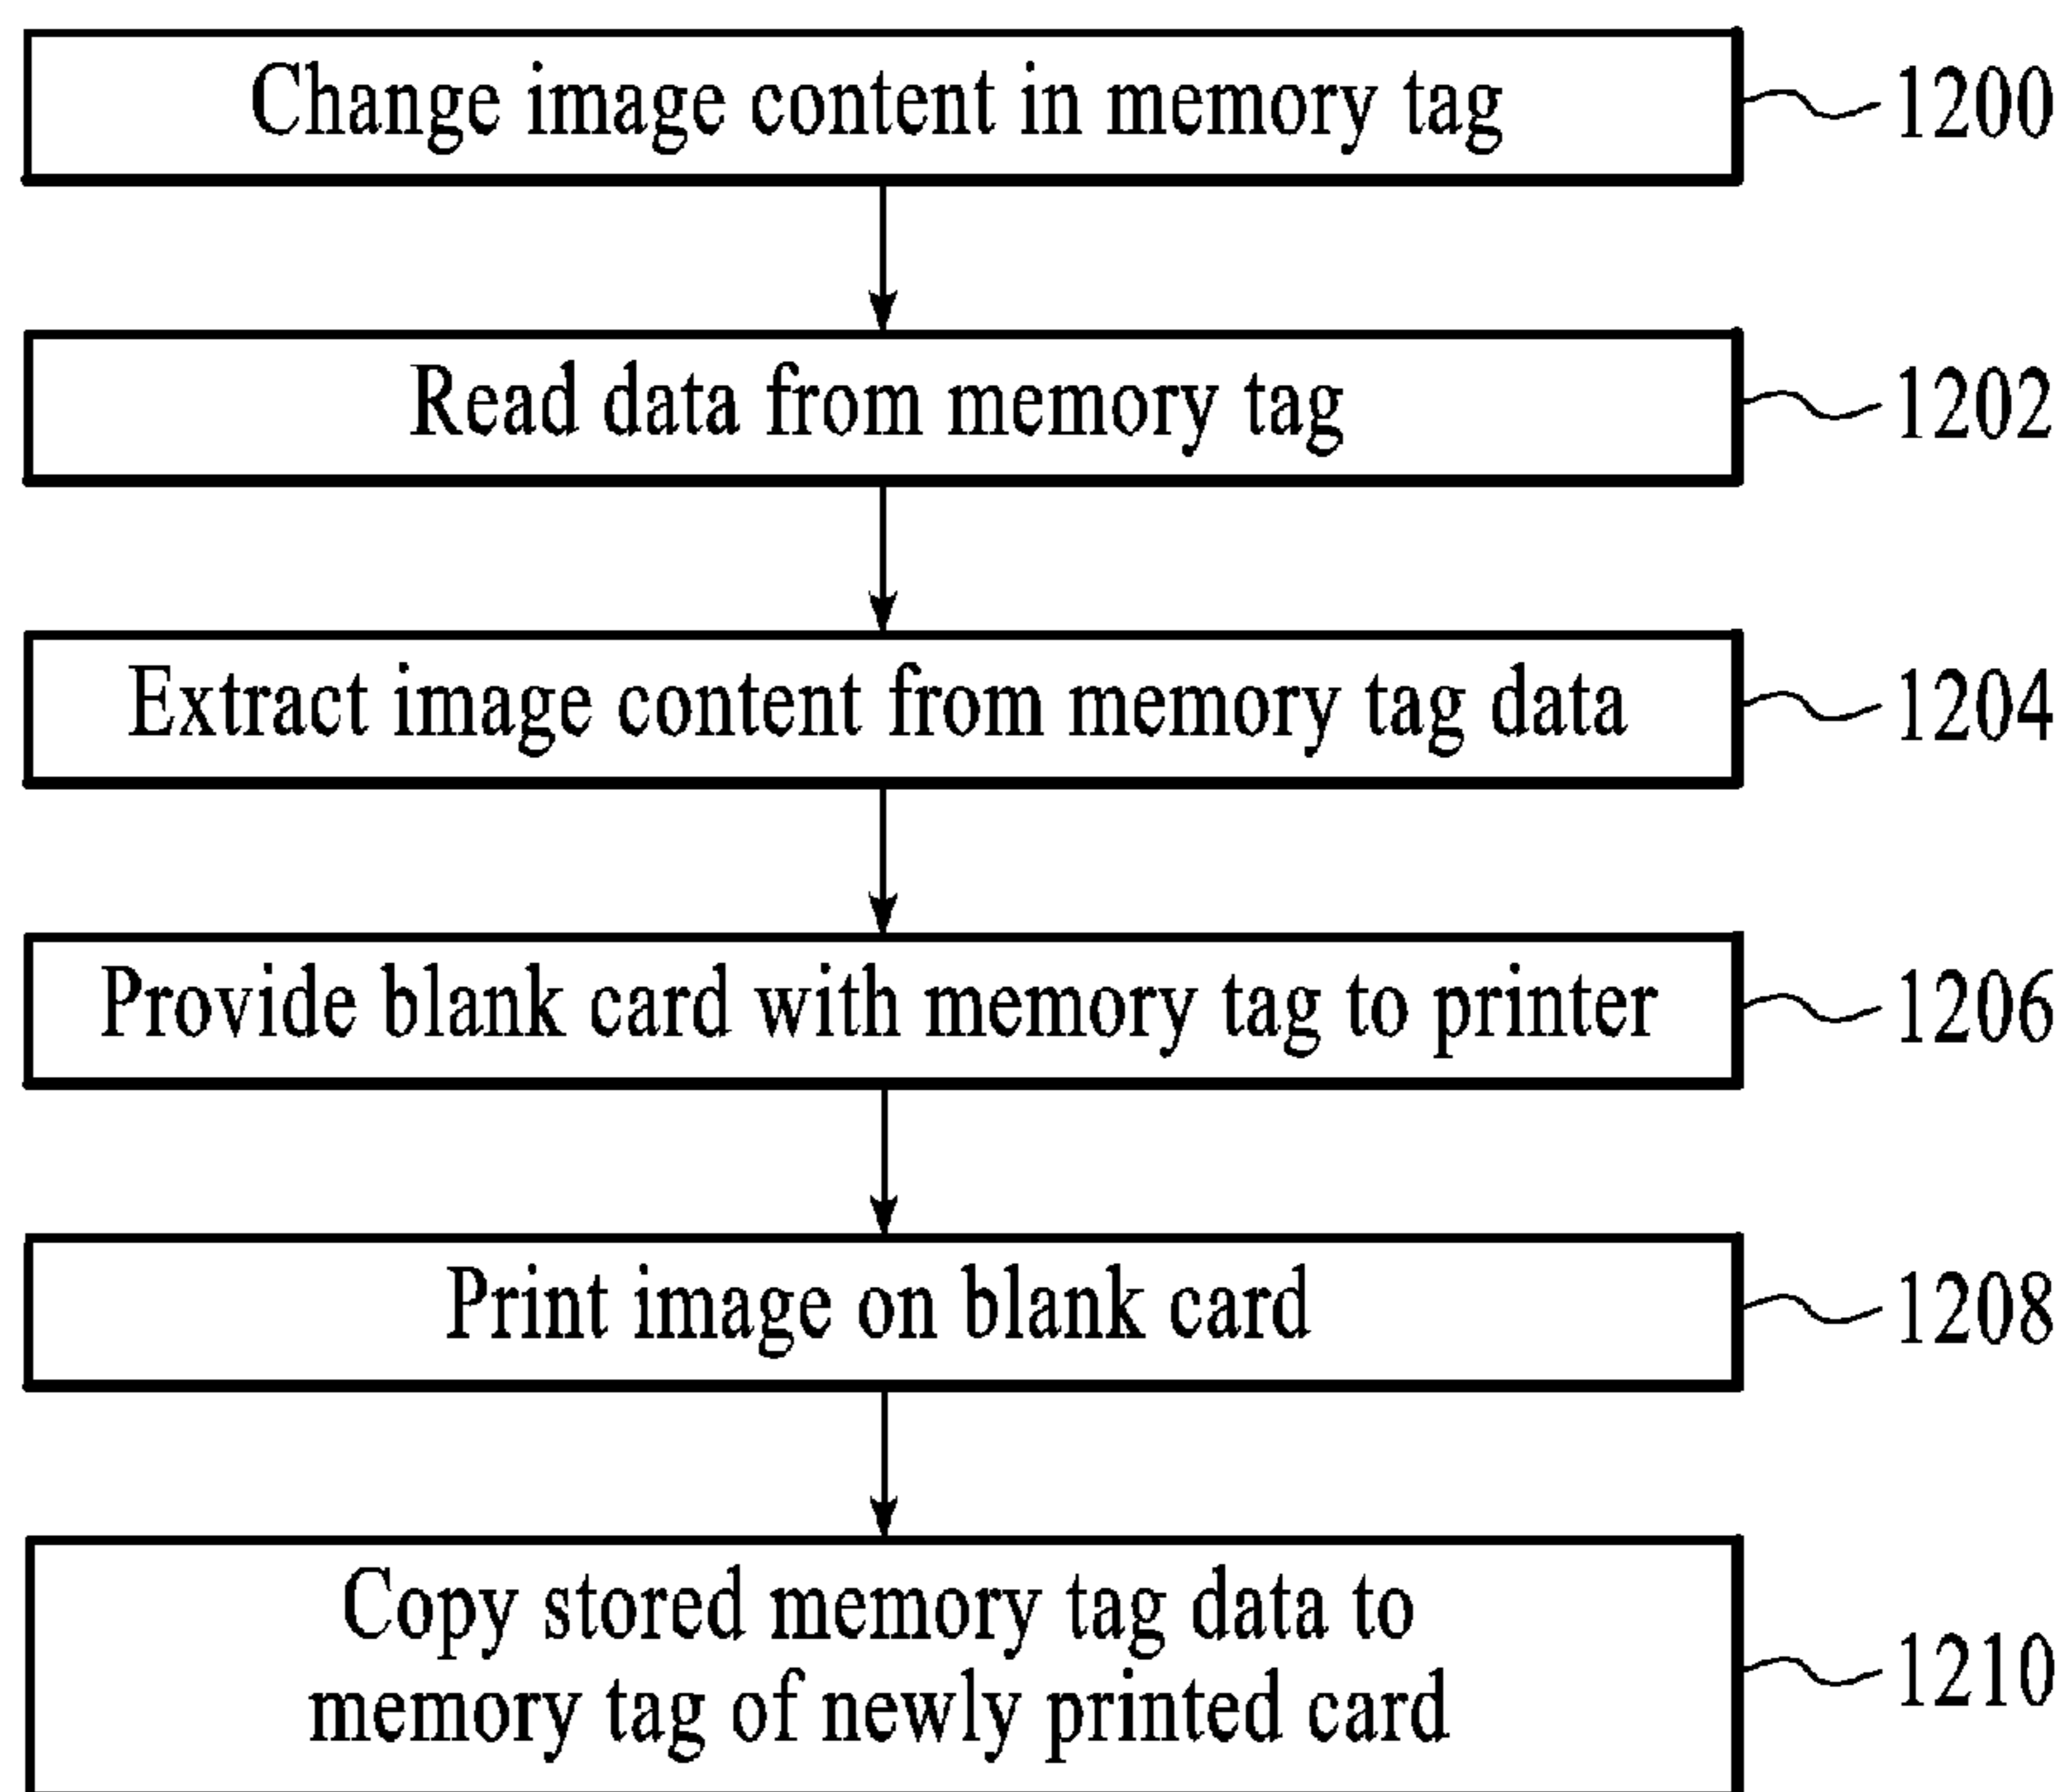 Change image content in memory tag 1200
Read data from memory tag 1202
Extract image content from memory tag data 1204
Provide blank card with memory tag to printer 1206
Print image on blank card 1208
Copy stored memory tag data to
memory tag of newly printed card
1210